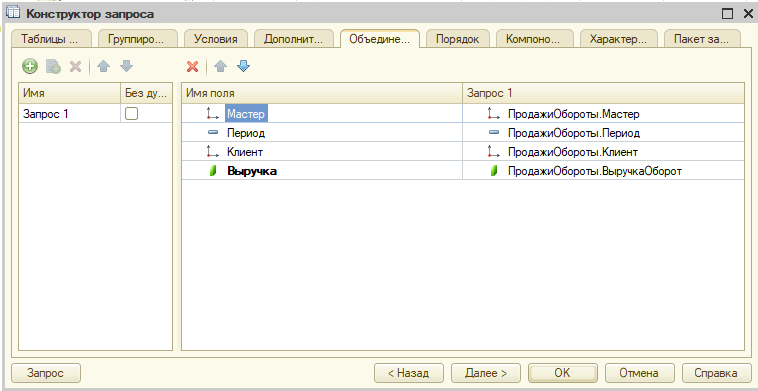 Конструктор запроса
Таблицы ... Группиро... Условия Дополнит... Объедине... Порядок Компоно... Характер... Пакет за...
Имя Без ду... Имя поля Запрос 1
Запрос 1 Мастер ПродажиОбороты.Мастер
Период ПродажиОбороты.Период
Клиент ПродажиОбороты.Клиент
Выручка ПродажиОбороты.ВыручкаОборот
Запрос < Назад Далее > ОК Отмена Справка